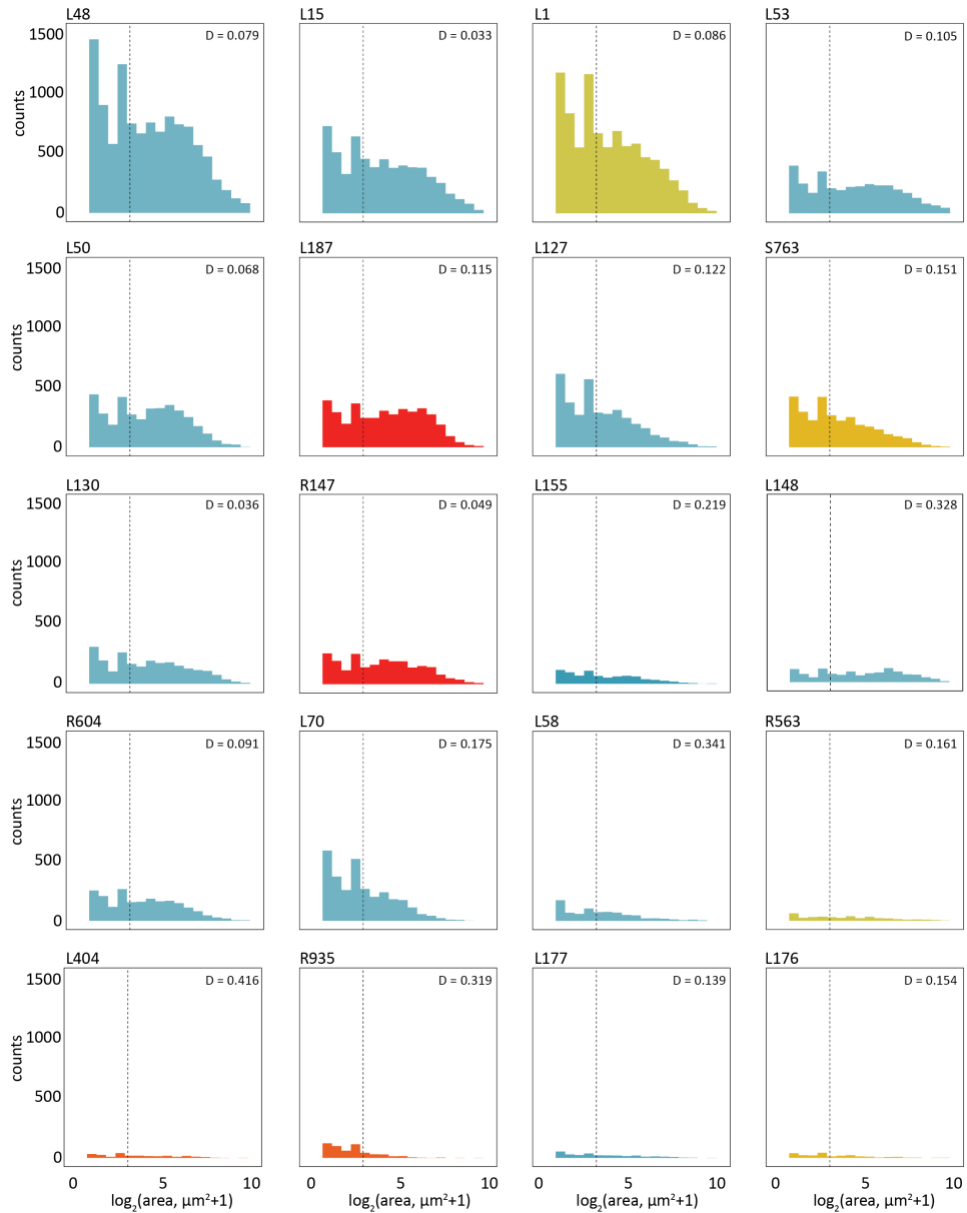 L48 L15 L1 L53
1500 D = 0.079 D = 0.033 D = 0.086 D = 0.105
1000
counts
500
0
L50 L187 L127 S763
1500 D = 0.068 D = 0.115 D = 0.122 D = 0.151
1000
counts
500
0
L130 R147 L155 L148
1500 D = 0.036 D = 0.049 D = 0.219 D = 0.328
1000
counts
500
0
R604 L70 L58 R563
1500 D = 0.091 D = 0.175 D = 0.341 D = 0.161
1000
counts
500
0
L404 R935 L177 L176
1500 D = 0.416 D = 0.319 D = 0.139 D = 0.154
1000
counts
500
0
0 5 10 0 5 10 0 5 10 0 5 10
log₂(area, µm²+1) log₂(area, µm²+1) log₂(area, µm²+1) log₂(area, µm²+1)